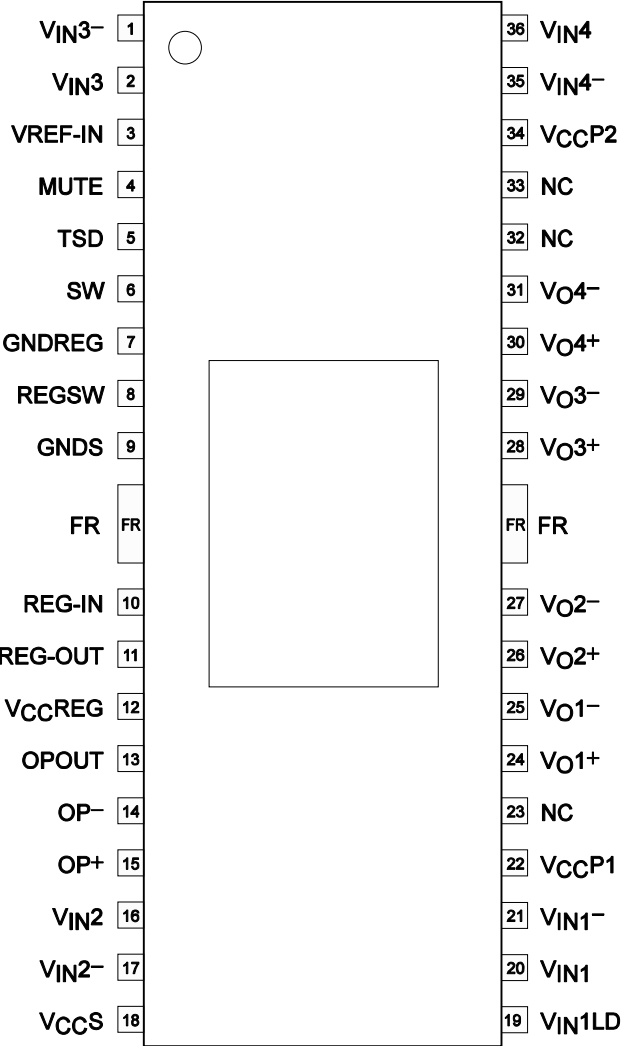 VIN3− 1 36 VIN4
VIN3 2 35 VIN4−
VREF-IN 3 34 VCCP2
MUTE 4 33 NC
TSD 5 32 NC
SW 6 31 VO4−
GNDREG 7 30 VO4+
REGSW 8 29 VO3−
GNDS 9 28 VO3+
FR FR FR FR
REG-IN 10 27 VO2−
REG-OUT 11 26 VO2+
VCCREG 12 25 VO1−
OPOUT 13 24 VO1+
OP− 14 23 NC
OP+ 15 22 VCCP1
VIN2 16 21 VIN1−
VIN2− 17 20 VIN1
VCCS 18 19 VIN1LD